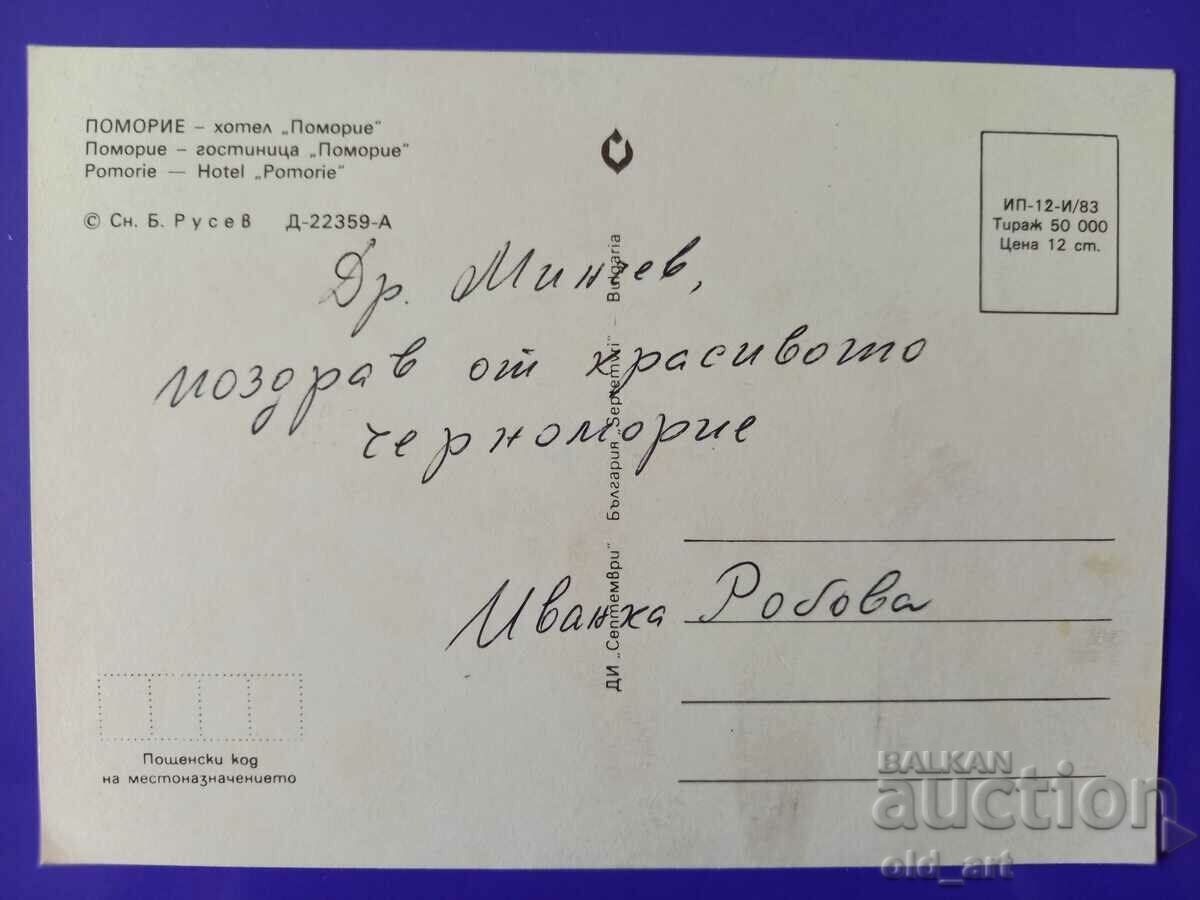 ПОМОРИЕ – хотел „Поморие"
Поморие – гостиница „Поморие"
Pomorie — Hotel „Pomorie"
© Сн. Б. Русев Д-22359-А
ИП-12-И/83
Тираж 50 000
Цена 12 ст.
Др. Минчев,
поздрав от красивото
черноморие
Иванка Робова
ДИ „Септември" България „Septemvri" – Bulgaria
Пощенски код
на местоназначението
BALKAN
auction
old_art